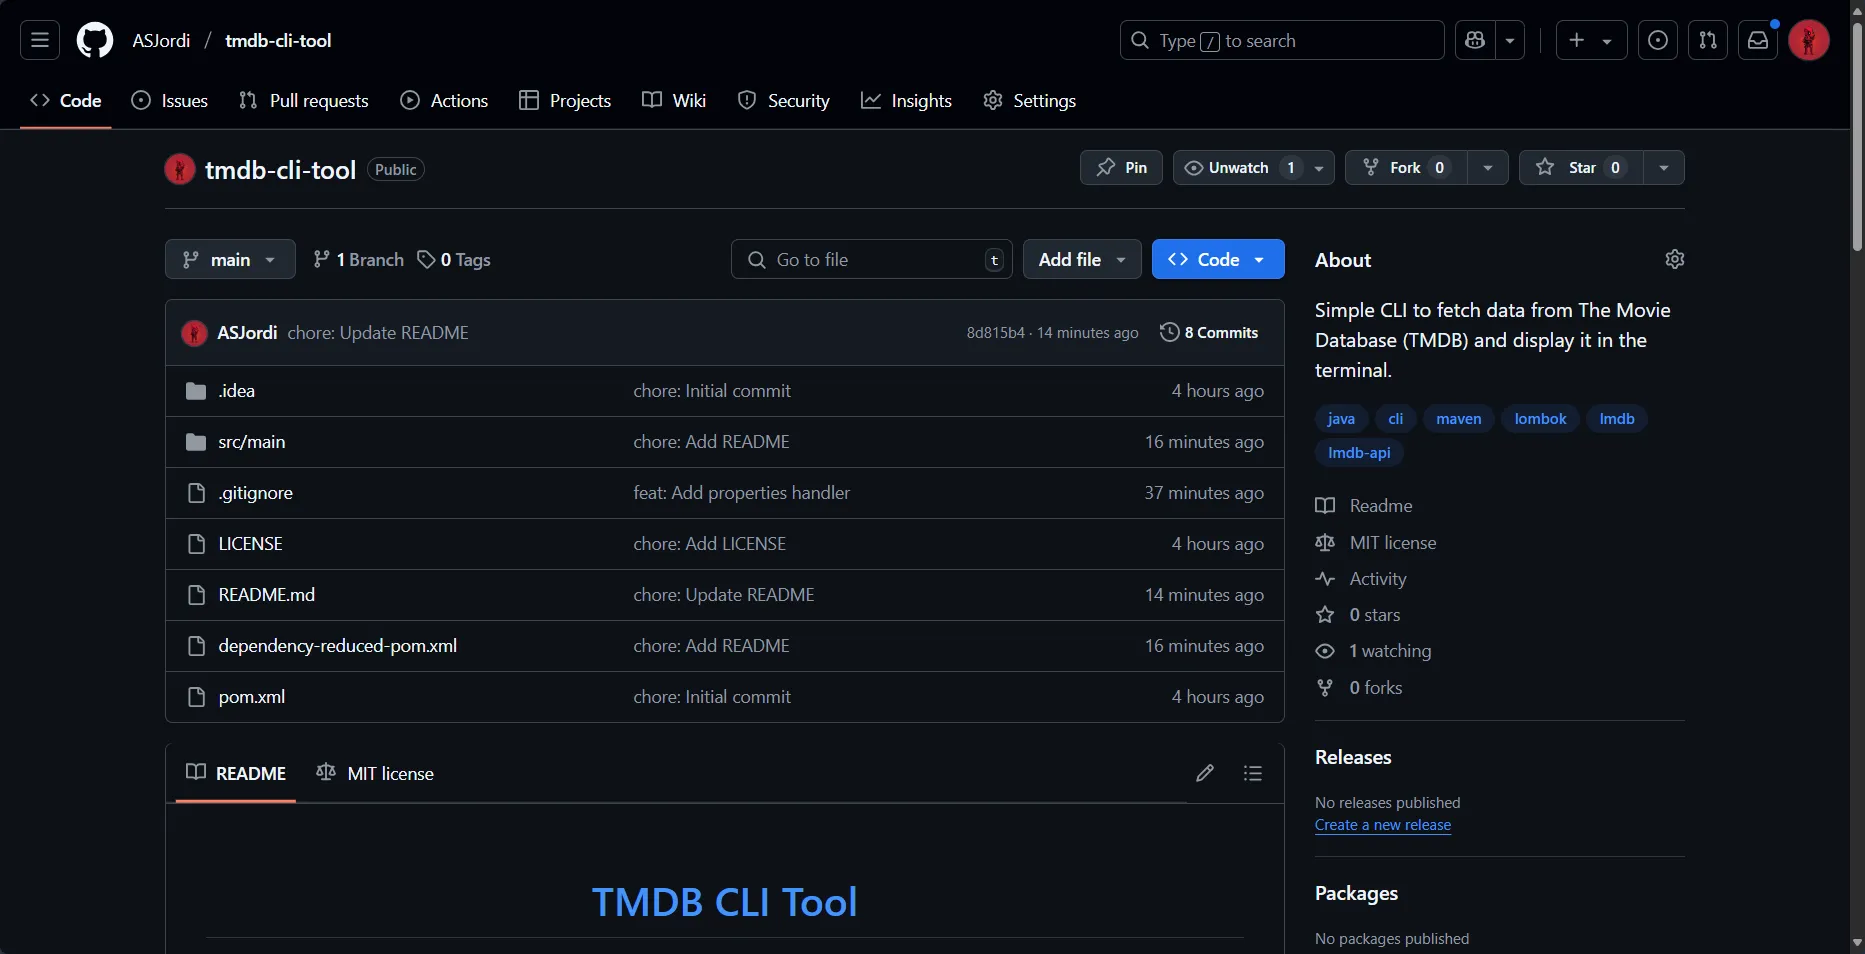 ASJordi / tmdb-cli-tool
Type / to search
Code Issues Pull requests Actions Projects Wiki Security Insights Settings
tmdb-cli-tool Public
Pin Unwatch 1 Fork 0 Star 0
main 1 Branch 0 Tags Go to file t Add file Code
ASJordi chore: Update README 8d815b4 · 14 minutes ago 8 Commits
.idea chore: Initial commit 4 hours ago
src/main chore: Add README 16 minutes ago
.gitignore feat: Add properties handler 37 minutes ago
LICENSE chore: Add LICENSE 4 hours ago
README.md chore: Update README 14 minutes ago
dependency-reduced-pom.xml chore: Add README 16 minutes ago
pom.xml chore: Initial commit 4 hours ago
README MIT license
TMDB CLI Tool
About
Simple CLI to fetch data from The Movie
Database (TMDB) and display it in the
terminal.
java cli maven lombok lmdb
lmdb-api
Readme
MIT license
Activity
0 stars
1 watching
0 forks
Releases
No releases published
Create a new release
Packages
No packages published